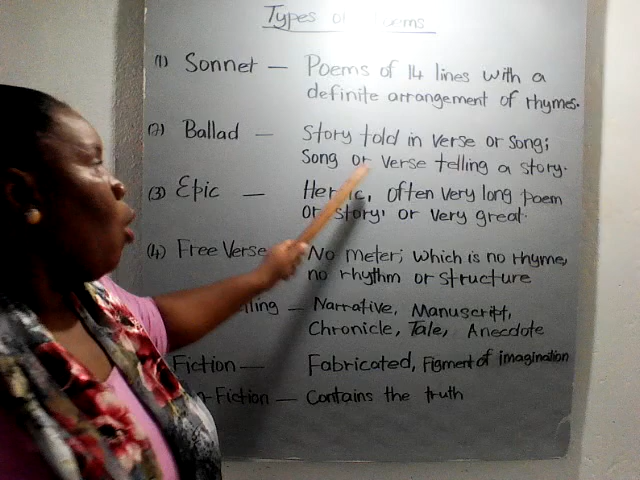 Types of Poems
(1) Sonnet — Poems of 14 lines with a
definite arrangement of rhymes.
(2) Ballad — Story told in verse or song;
Song or verse telling a story.
(3) Epic — Heroic, often very long poem
or story, or very great.
(4) Free Verse No meter; which is no rhyme,
no rhythm or structure
lling — Narrative, Manuscript,
Chronicle, Tale, Anecdote
Fiction — Fabricated, Figment of imagination
n-Fiction — Contains the truth